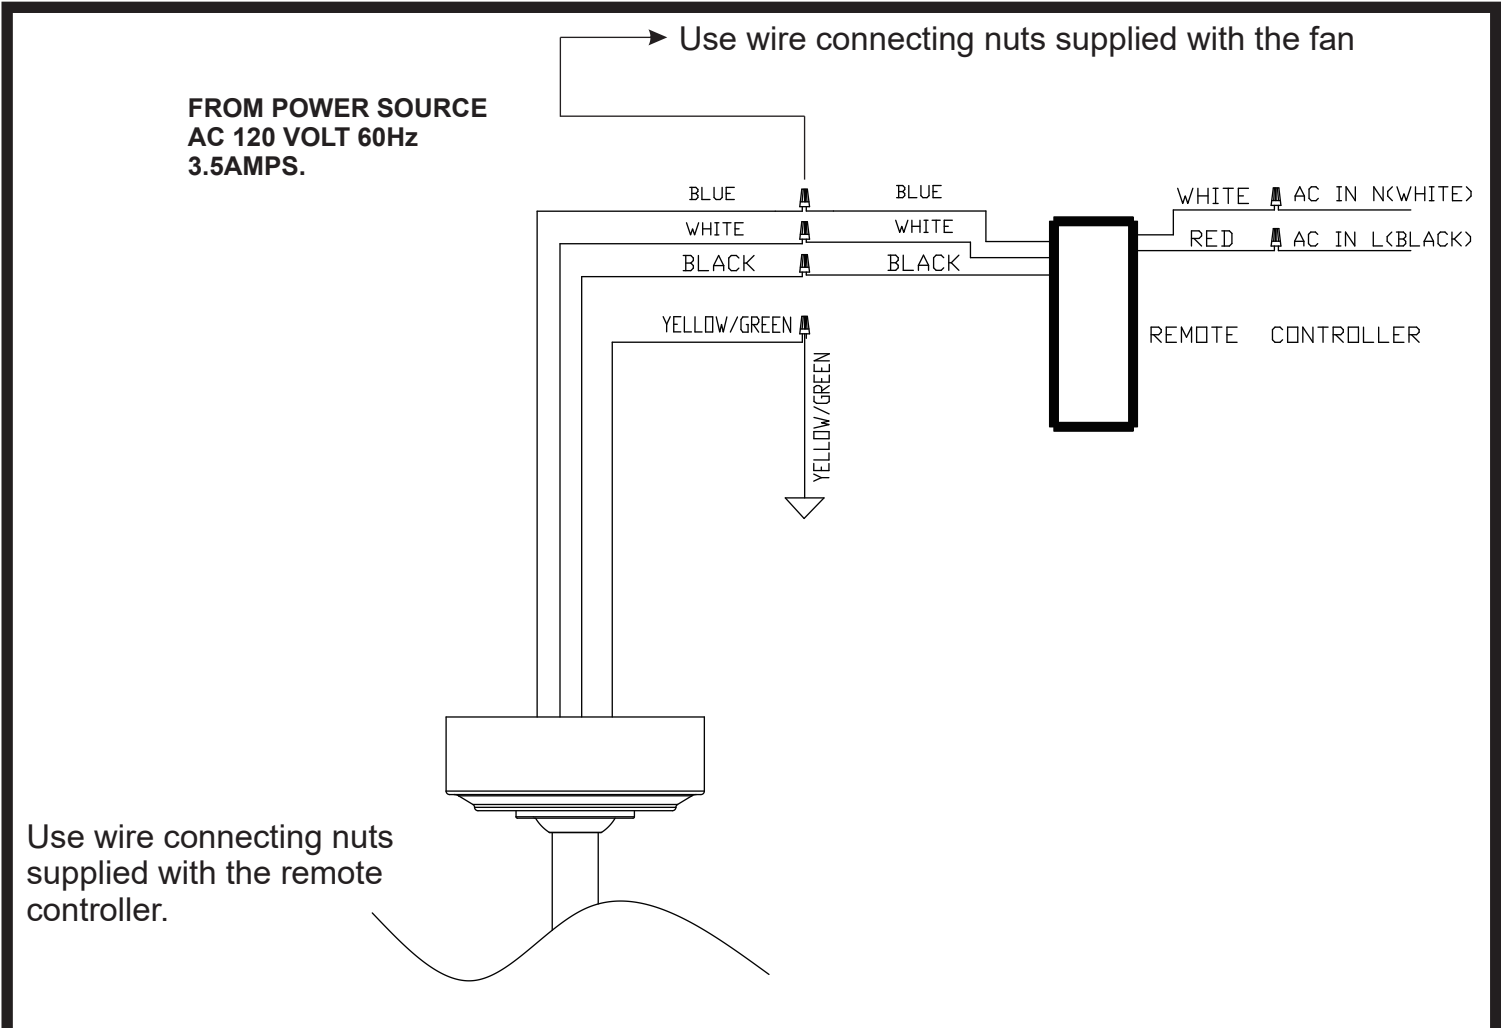 Use wire connecting nuts supplied with the fan
FROM POWER SOURCE
AC 120 VOLT 60Hz
3.5AMPS.
BLUE
BLUE
WHITE
AC IN N(WHITE)
WHITE
WHITE
RED
AC IN L(BLACK)
BLACK
BLACK
YELLOW/GREEN
REMOTE CONTROLLER
YELLOW/GREEN
Use wire connecting nuts
supplied with the remote
controller.